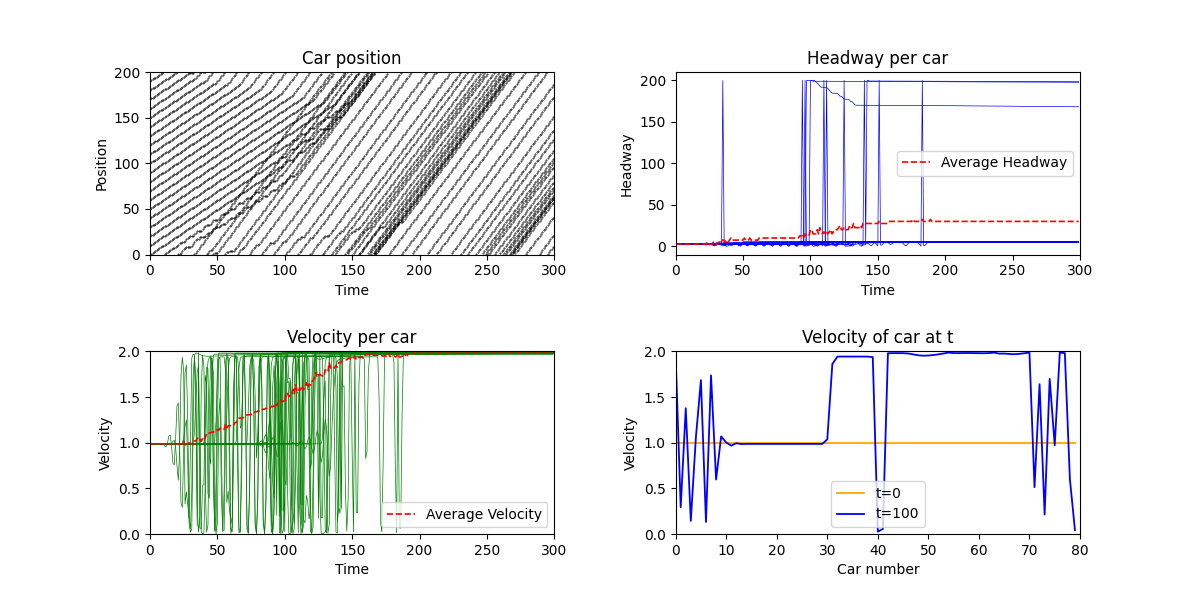 Car position
Position
200
150
100
50
0
0 50 100 150 200 250 300
Time
Headway per car
Headway
200
150
100
50
0
Average Headway
0 50 100 150 200 250 300
Time
Velocity per car
Velocity
2.0
1.5
1.0
0.5
0.0
Average Velocity
0 50 100 150 200 250 300
Time
Velocity of car at t
Velocity
2.0
1.5
1.0
0.5
0.0
t=0
t=100
0 10 20 30 40 50 60 70 80
Car number